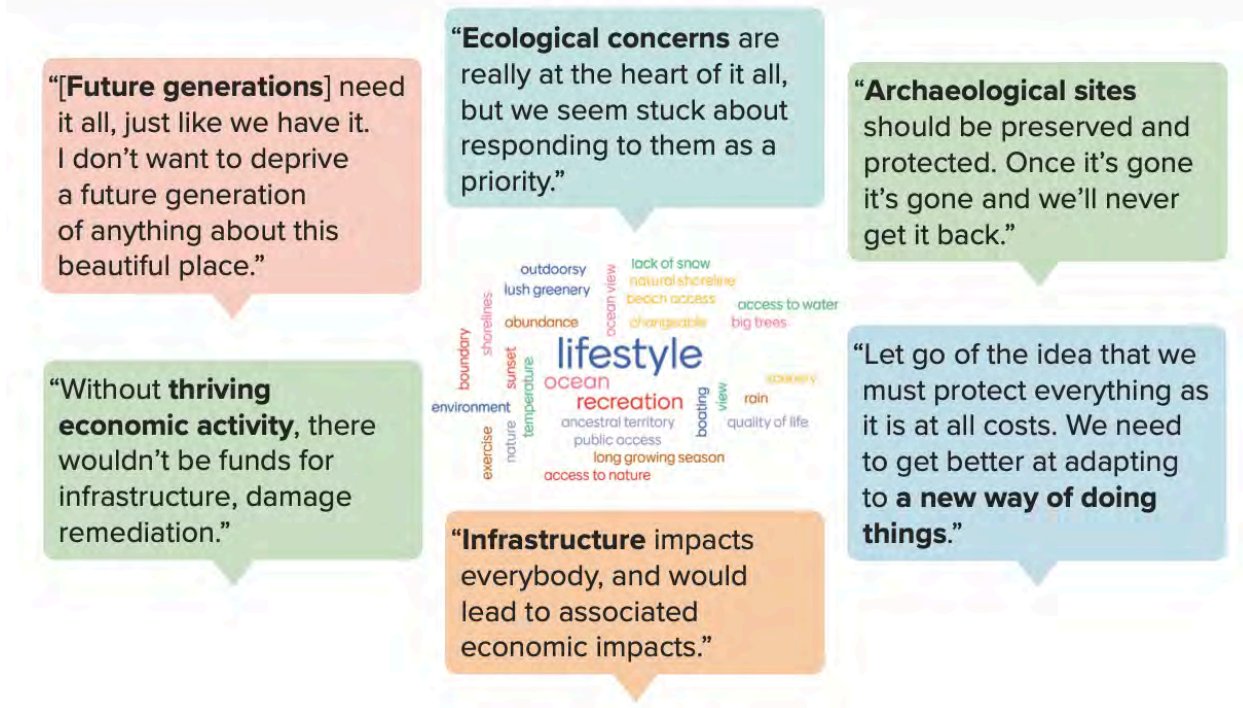 “[Future generations] need
it all, just like we have it.
I don’t want to deprive
a future generation
of anything about this
beautiful place.”
“Ecological concerns are
really at the heart of it all,
but we seem stuck about
responding to them as a
priority.”
“Archaeological sites
should be preserved and
protected. Once it’s gone
it’s gone and we’ll never
get it back.”
“Without thriving
economic activity, there
wouldn’t be funds for
infrastructure, damage
remediation.”
outdoorsy
lush greenery
ocean view
lack of snow
natural shoreline
beach access
access to water
shorelines
abundance
changeable
big trees
boundary
sunset
lifestyle
temperature
ocean
scenery
recreation
boating
view
rain
environment
ancestral territory
quality of life
exercise
nature
public access
long growing season
access to nature
“Let go of the idea that we
must protect everything as
it is at all costs. We need
to get better at adapting
to a new way of doing
things.”
“Infrastructure impacts
everybody, and would
lead to associated
economic impacts.”